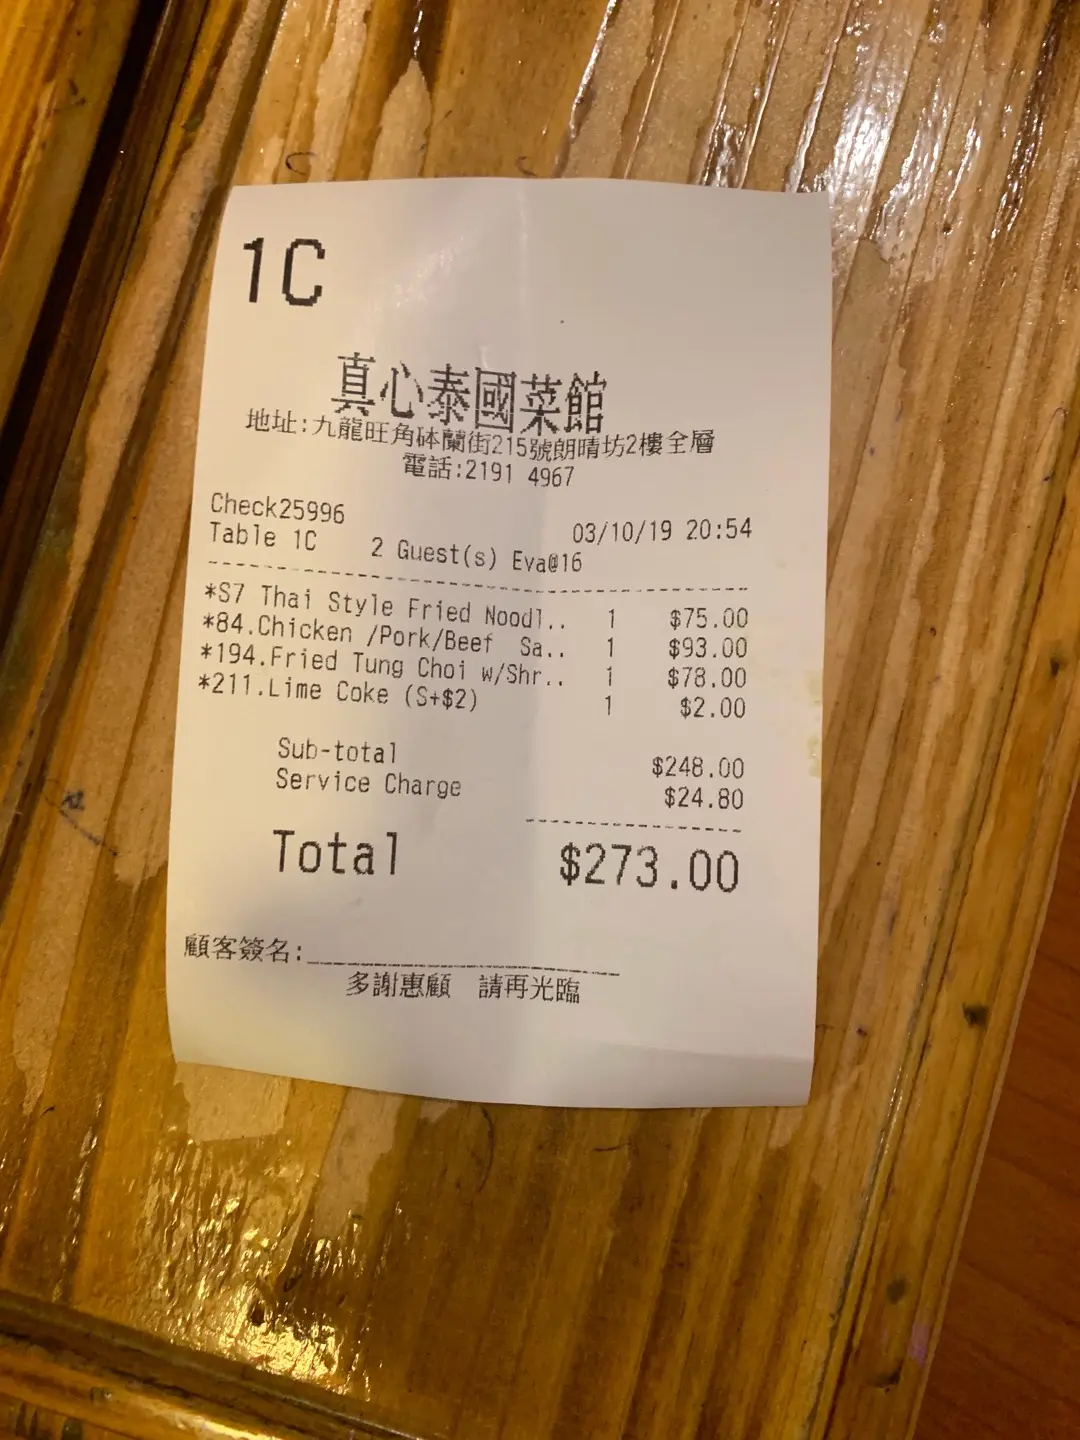 1C
真心泰國菜館
地址:九龍旺角砵蘭街215號朗晴坊2樓全層
電話:2191 4967
Check25996 03/10/19 20:54
Table 1C 2 Guest(s) Eva@16
*S7 Thai Style Fried Noodl.. 1 $75.00
*84.Chicken /Pork/Beef Sa.. 1 $93.00
*194.Fried Tung Choi w/Shr.. 1 $78.00
*211.Lime Coke (S+$2) 1 $2.00
Sub-total $248.00
Service Charge $24.80
Total $273.00
顧客簽名:
多謝惠顧 請再光臨